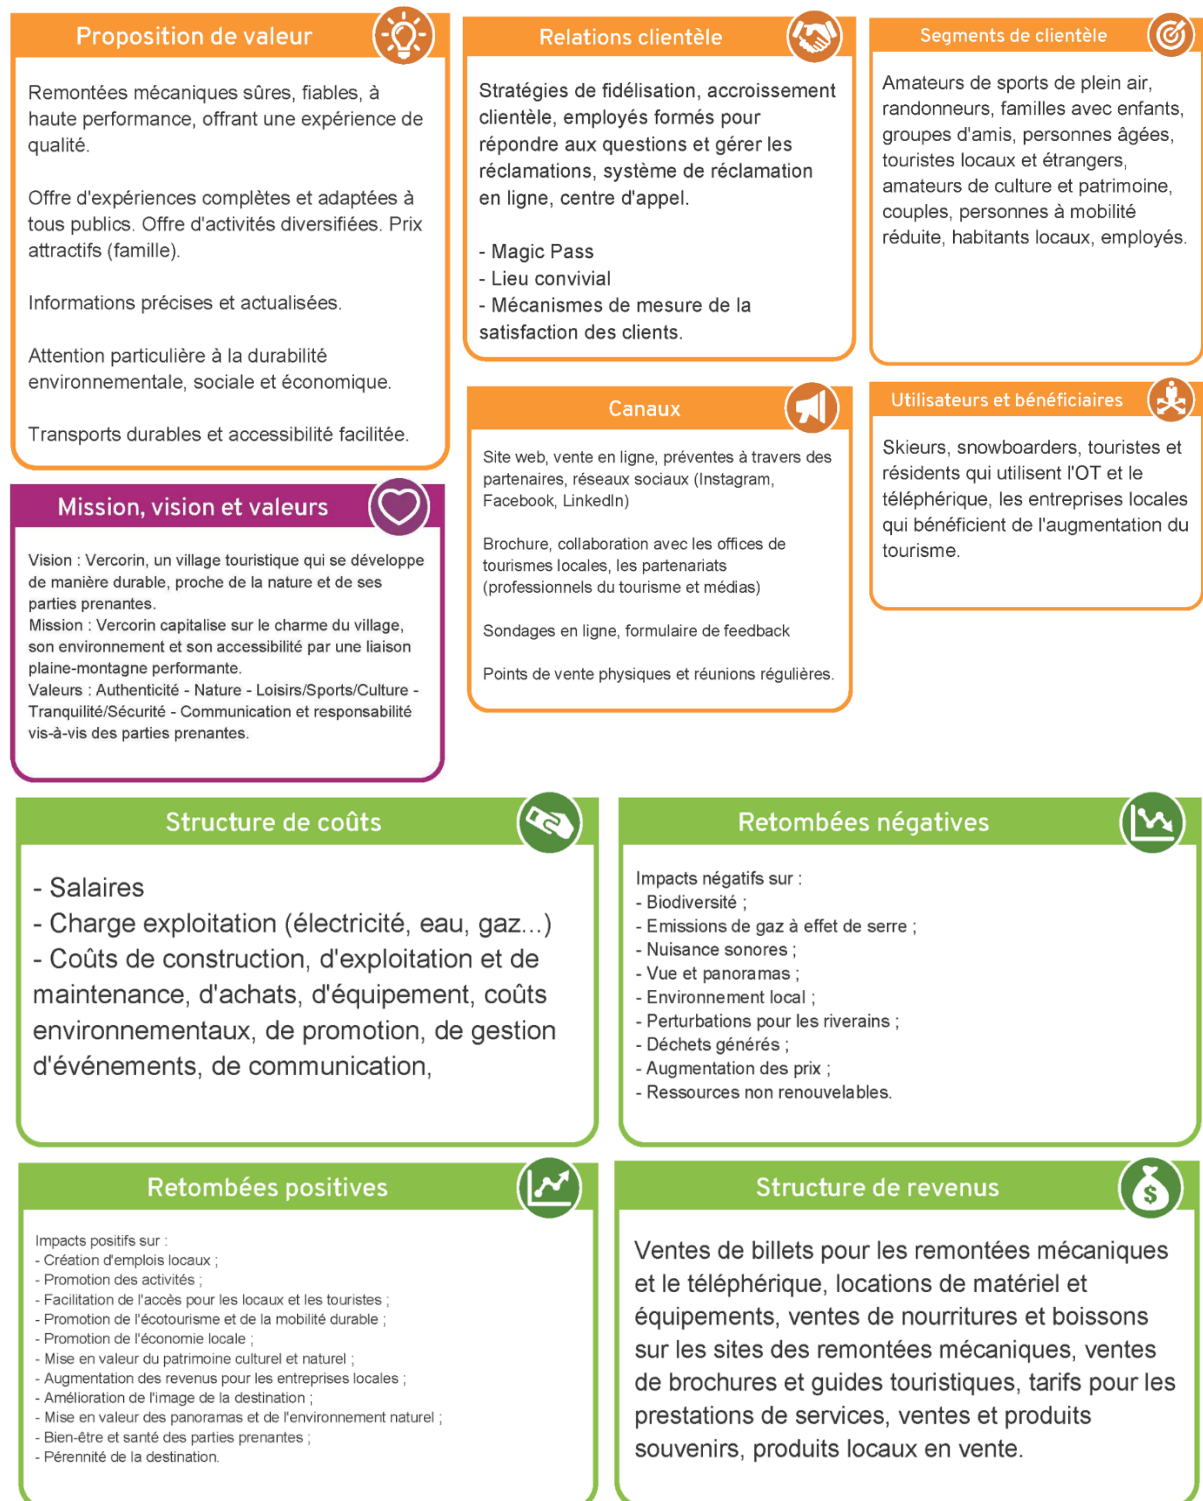 Proposition de valeur
Remontées mécaniques sûres, fiables, à
haute performance, offrant une expérience de
qualité.
Offre d'expériences complètes et adaptées à
tous publics. Offre d'activités diversifiées. Prix
attractifs (famille).
Informations précises et actualisées.
Attention particulière à la durabilité
environnementale, sociale et économique.
Transports durables et accessibilité facilitée.
Relations clientèle
Stratégies de fidélisation, accroissement
clientèle, employés formés pour
répondre aux questions et gérer les
réclamations, système de réclamation
en ligne, centre d'appel.
- Magic Pass
- Lieu convivial
- Mécanismes de mesure de la
satisfaction des clients.
Segments de clientèle
Amateurs de sports de plein air,
randonneurs, familles avec enfants,
groupes d'amis, personnes âgées,
touristes locaux et étrangers,
amateurs de culture et patrimoine,
couples, personnes à mobilité
réduite, habitants locaux, employés.
Canaux
Site web, vente en ligne, préventes à travers des
partenaires, réseaux sociaux (Instagram,
Facebook, LinkedIn)
Brochure, collaboration avec les offices de
tourismes locales, les partenariats
(professionnels du tourisme et médias)
Sondages en ligne, formulaire de feedback
Points de vente physiques et réunions régulières.
Utilisateurs et bénéficiaires
Skieurs, snowboarders, touristes et
résidents qui utilisent l'OT et le
téléphérique, les entreprises locales
qui bénéficient de l'augmentation du
tourisme.
Mission, vision et valeurs
Vision : Vercorin, un village touristique qui se développe
de manière durable, proche de la nature et de ses
parties prenantes.
Mission : Vercorin capitalise sur le charme du village,
son environnement et son accessibilité par une liaison
plaine-montagne performante.
Valeurs : Authenticité - Nature - Loisirs/Sports/Culture -
Tranquilité/Sécurité - Communication et responsabilité
vis-à-vis des parties prenantes.
Structure de coûts
- Salaires
- Charge exploitation (électricité, eau, gaz...)
- Coûts de construction, d'exploitation et de
maintenance, d'achats, d'équipement, coûts
environnementaux, de promotion, de gestion
d'événements, de communication,
Retombées négatives
Impacts négatifs sur :
- Biodiversité ;
- Emissions de gaz à effet de serre ;
- Nuisance sonores ;
- Vue et panoramas ;
- Environnement local ;
- Perturbations pour les riverains ;
- Déchets générés ;
- Augmentation des prix ;
- Ressources non renouvelables.
Retombées positives
Impacts positifs sur :
- Création d'emplois locaux ;
- Promotion des activités ;
- Facilitation de l'accès pour les locaux et les touristes ;
- Promotion de l'écotourisme et de la mobilité durable ;
- Promotion de l'économie locale ;
- Mise en valeur du patrimoine culturel et naturel ;
- Augmentation des revenus pour les entreprises locales ;
- Amélioration de l'image de la destination ;
- Mise en valeur des panoramas et de l'environnement naturel ;
- Bien-être et santé des parties prenantes ;
- Pérennité de la destination.
Structure de revenus
$
Ventes de billets pour les remontées mécaniques
et le téléphérique, locations de matériel et
équipements, ventes de nourritures et boissons
sur les sites des remontées mécaniques, ventes
de brochures et guides touristiques, tarifs pour les
prestations de services, ventes et produits
souvenirs, produits locaux en vente.